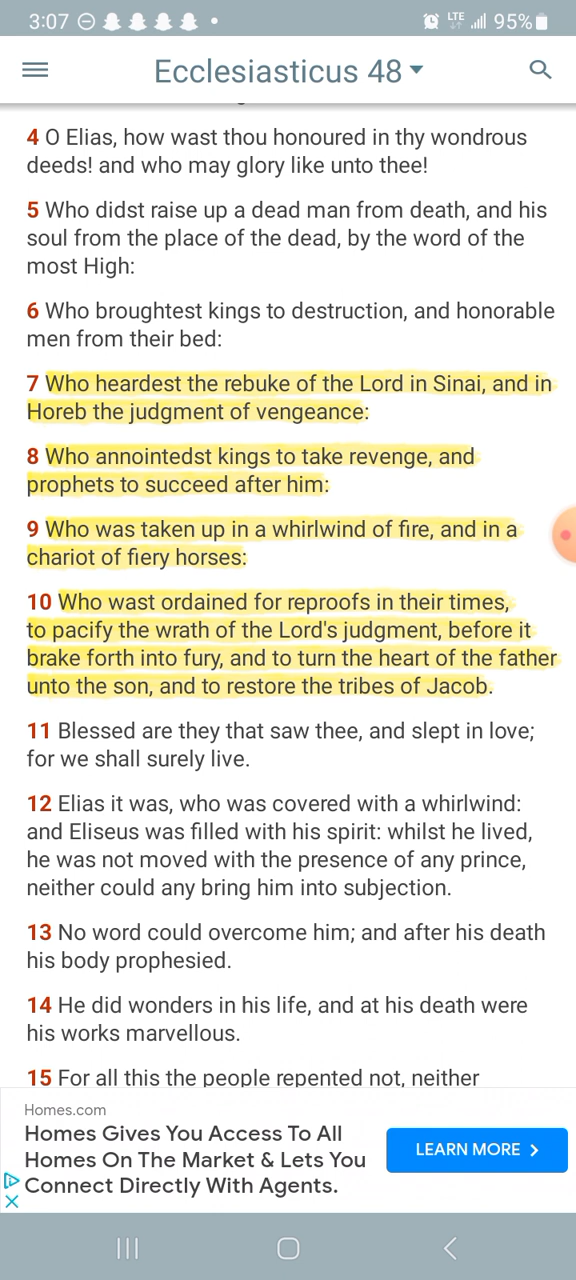 3:07
LTE
95%
Ecclesiasticus 48
4 O Elias, how wast thou honoured in thy wondrous
deeds! and who may glory like unto thee!
5 Who didst raise up a dead man from death, and his
soul from the place of the dead, by the word of the
most High:
6 Who broughtest kings to destruction, and honorable
men from their bed:
7 Who heardest the rebuke of the Lord in Sinai, and in
Horeb the judgment of vengeance:
8 Who annointedst kings to take revenge, and
prophets to succeed after him:
9 Who was taken up in a whirlwind of fire, and in a
chariot of fiery horses:
10 Who wast ordained for reproofs in their times,
to pacify the wrath of the Lord's judgment, before it
brake forth into fury, and to turn the heart of the father
unto the son, and to restore the tribes of Jacob.
11 Blessed are they that saw thee, and slept in love;
for we shall surely live.
12 Elias it was, who was covered with a whirlwind:
and Eliseus was filled with his spirit: whilst he lived,
he was not moved with the presence of any prince,
neither could any bring him into subjection.
13 No word could overcome him; and after his death
his body prophesied.
14 He did wonders in his life, and at his death were
his works marvellous.
15 For all this the people repented not, neither
Homes.com
Homes Gives You Access To All
Homes On The Market & Lets You
Connect Directly With Agents.
LEARN MORE